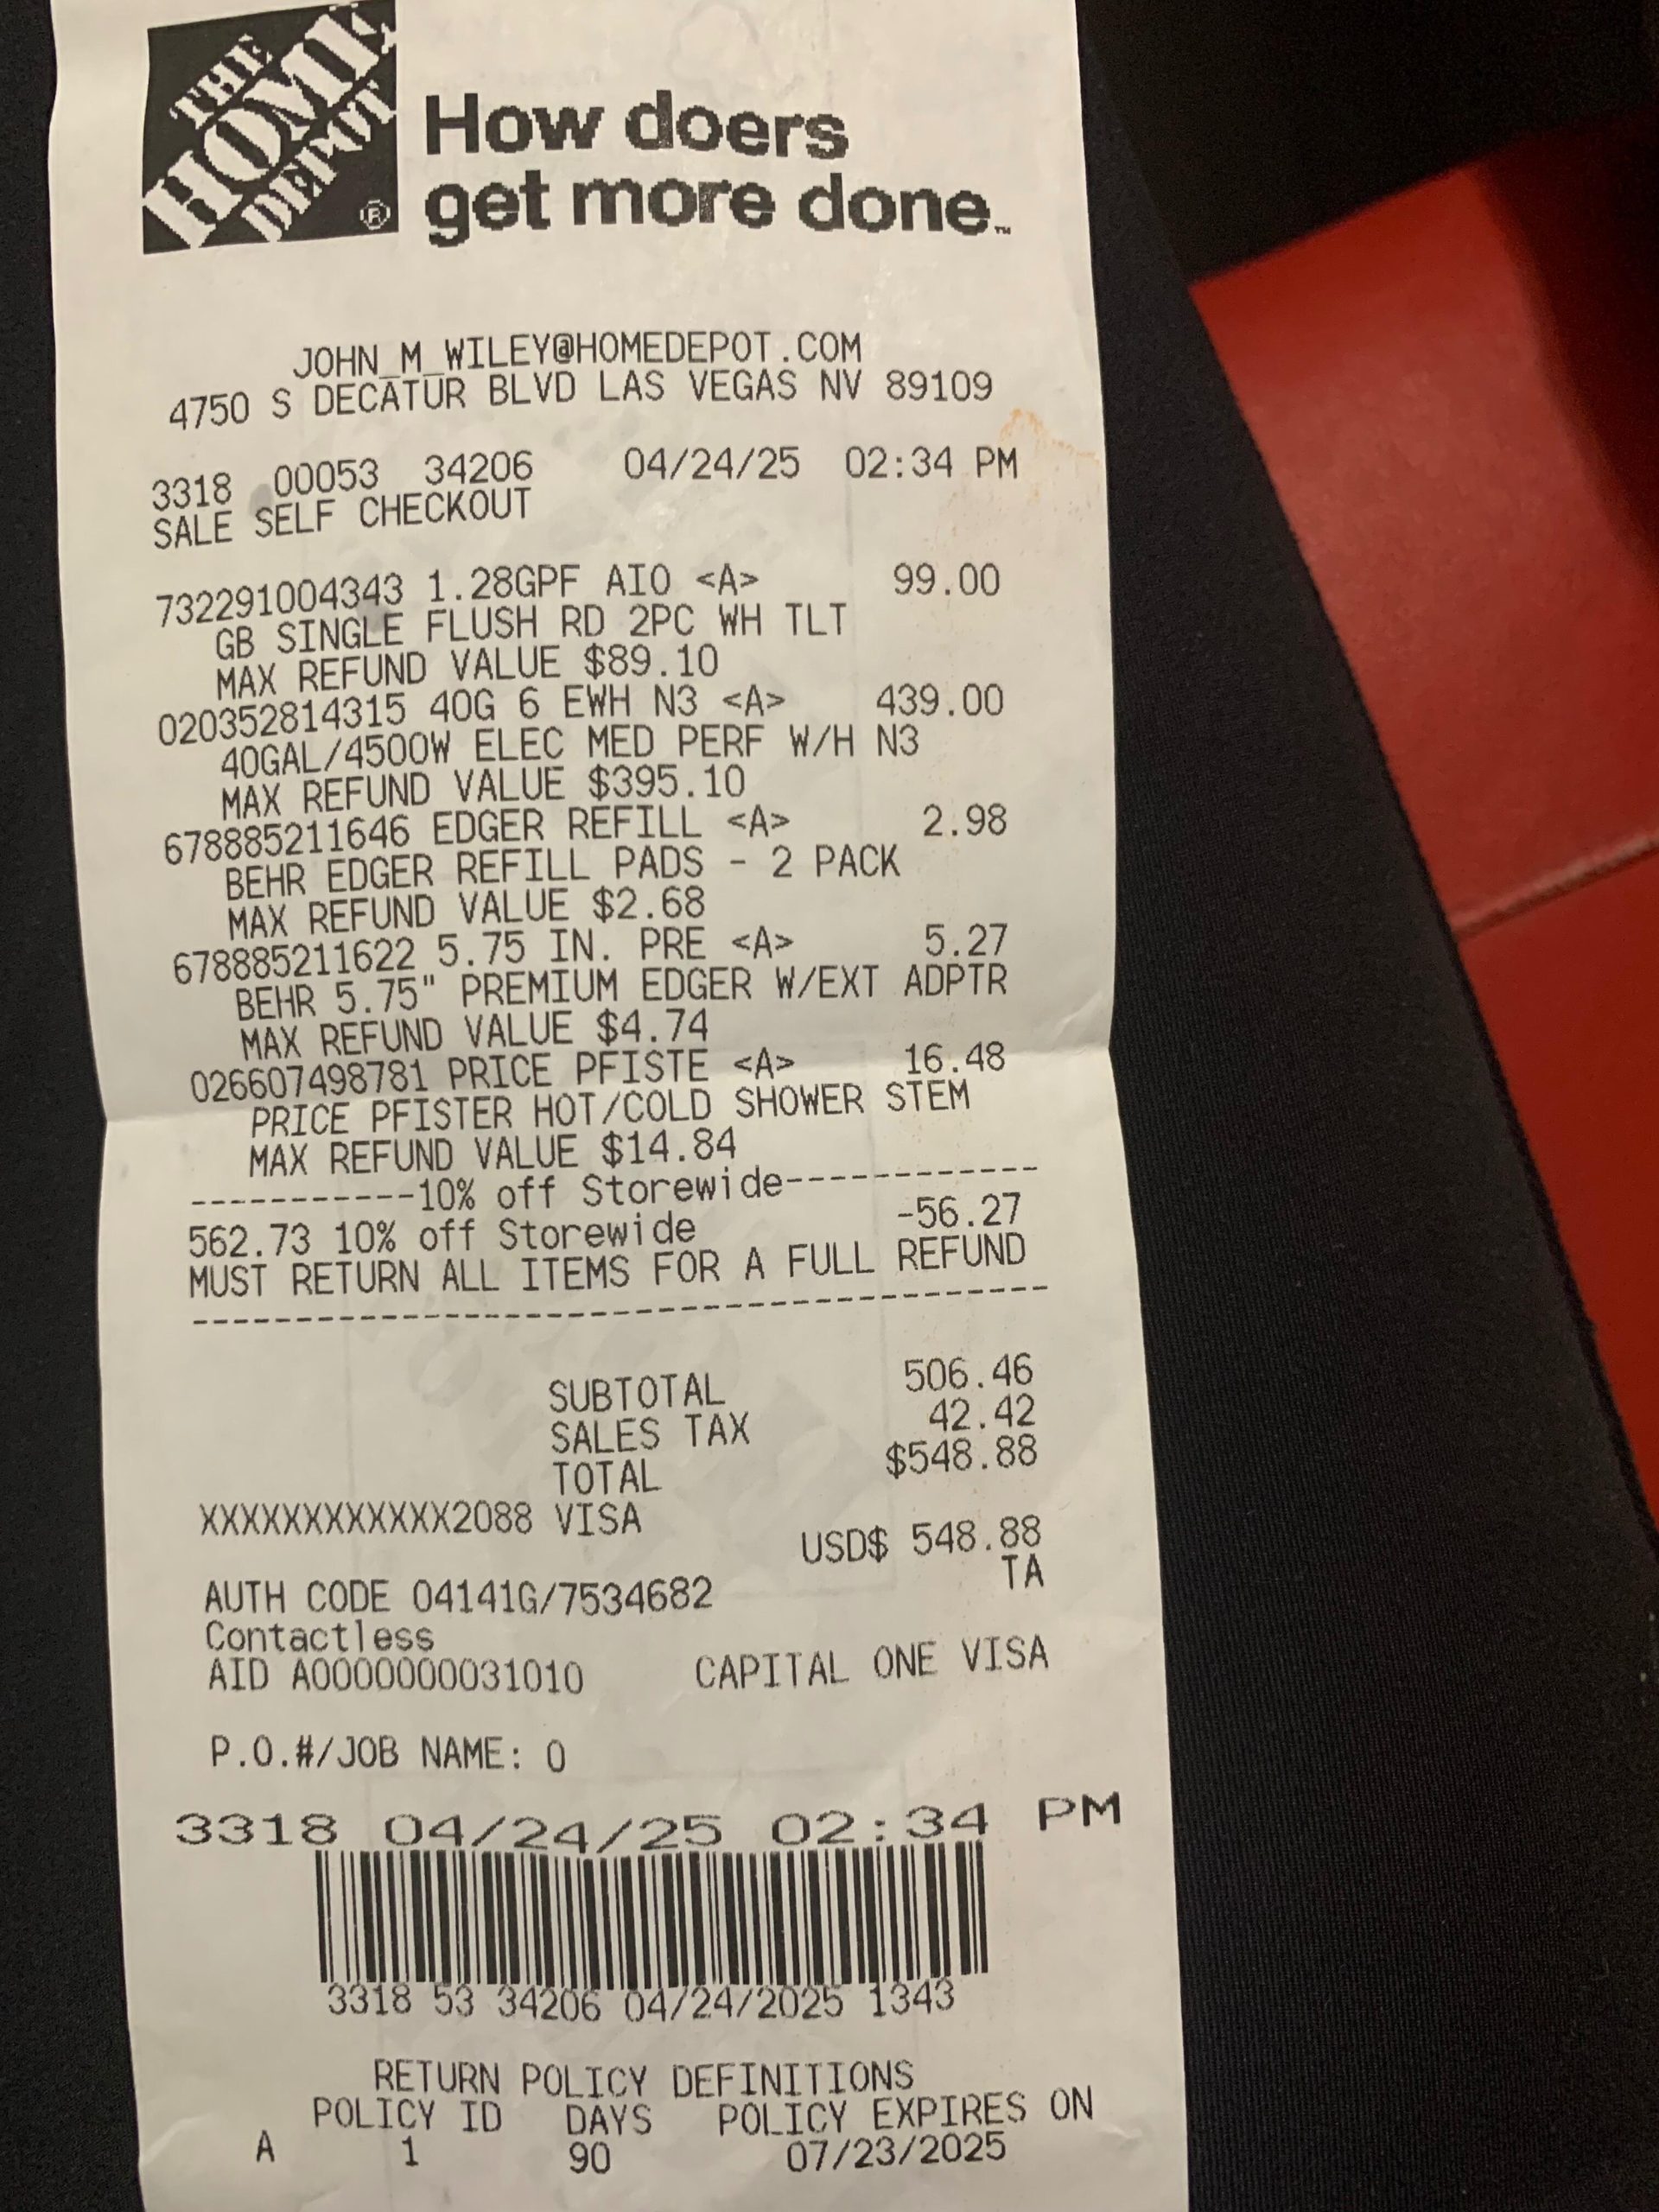 THE
HOME
DEPOT
®
How doers
get more done.™
JOHN_M_WILEY@HOMEDEPOT.COM
4750 S DECATUR BLVD LAS VEGAS NV 89109
3318 00053 34206 04/24/25 02:34 PM
SALE SELF CHECKOUT
732291004343 1.28GPF AIO <A> 99.00
GB SINGLE FLUSH RD 2PC WH TLT
MAX REFUND VALUE $89.10
020352814315 40G 6 EWH N3 <A> 439.00
40GAL/4500W ELEC MED PERF W/H N3
MAX REFUND VALUE $395.10
678885211646 EDGER REFILL <A> 2.98
BEHR EDGER REFILL PADS - 2 PACK
MAX REFUND VALUE $2.68
678885211622 5.75 IN. PRE <A> 5.27
BEHR 5.75" PREMIUM EDGER W/EXT ADPTR
MAX REFUND VALUE $4.74
026607498781 PRICE PFISTE <A> 16.48
PRICE PFISTER HOT/COLD SHOWER STEM
MAX REFUND VALUE $14.84
-----------10% off Storewide------------
562.73 10% off Storewide -56.27
MUST RETURN ALL ITEMS FOR A FULL REFUND
----------------------------------------
SUBTOTAL 506.46
SALES TAX 42.42
TOTAL $548.88
XXXXXXXXXXXX2088 VISA
USD$ 548.88
AUTH CODE 04141G/7534682 TA
Contactless
AID A0000000031010 CAPITAL ONE VISA
P.O.#/JOB NAME: 0
3318 04/24/25 02:34 PM
3318 53 34206 04/24/2025 1343
RETURN POLICY DEFINITIONS
POLICY ID DAYS POLICY EXPIRES ON
A 1 90 07/23/2025